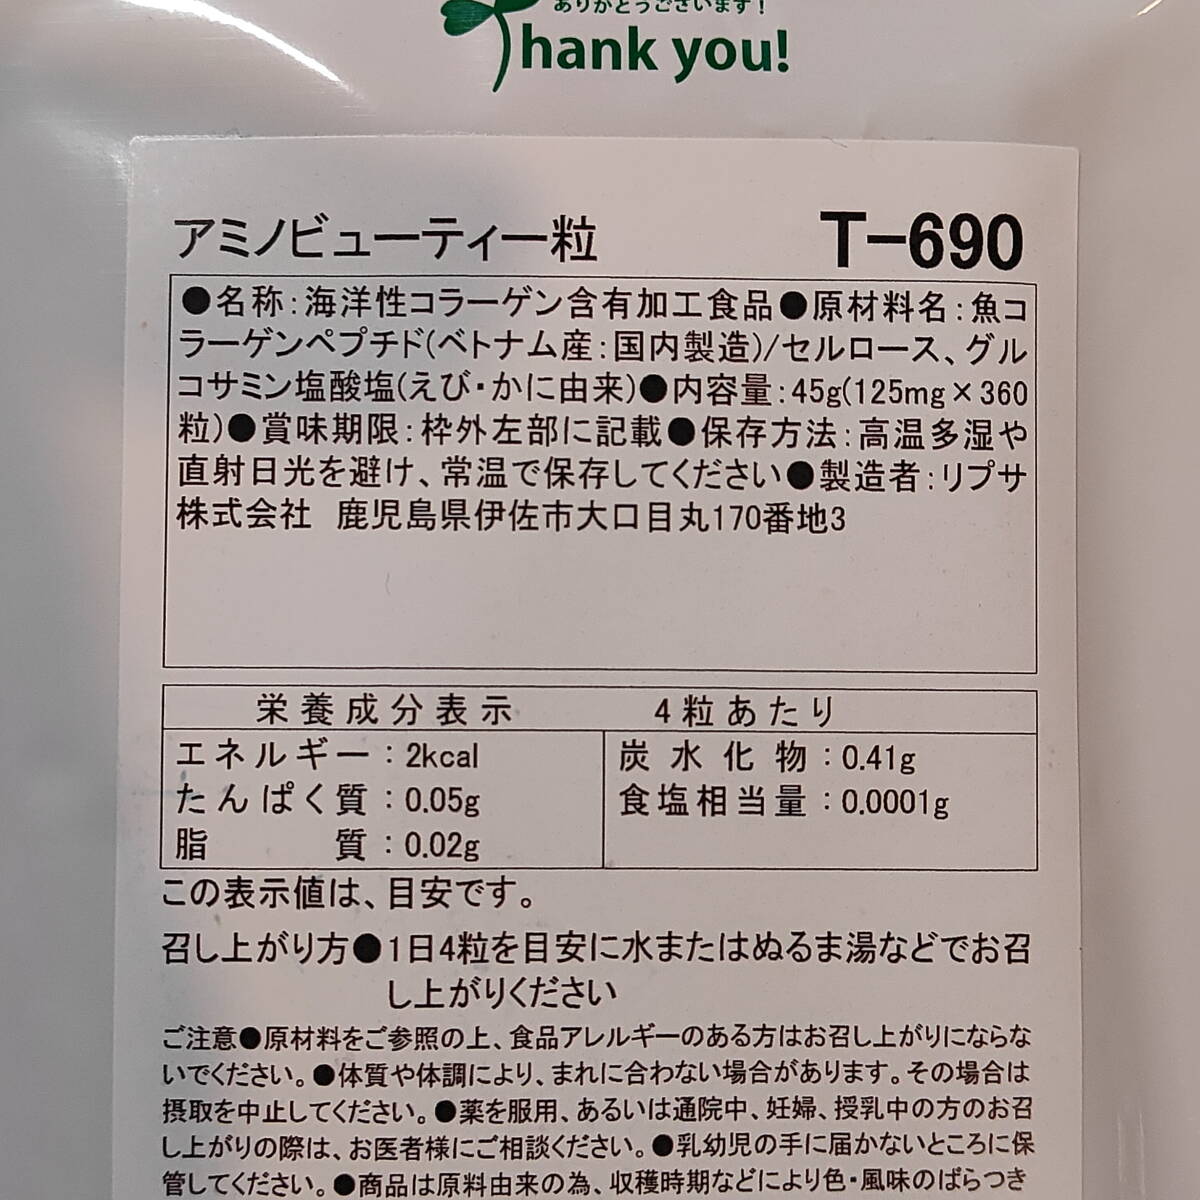 ありがとうございます!
Thank you!
アミノビューティー粒 T-690
●名称:海洋性コラーゲン含有加工食品●原材料名:魚コ
ラーゲンペプチド(ベトナム産:国内製造)/セルロース、グル
コサミン塩酸塩(えび・かに由来)●内容量:45g(125mg×360
粒)●賞味期限:枠外左部に記載●保存方法:高温多湿や
直射日光を避け、常温で保存してください●製造者:リプサ
株式会社 鹿児島県伊佐市大口目丸170番地3
栄養成分表示 4粒あたり
エネルギー:2kcal 炭水化物:0.41g
たんぱく質:0.05g 食塩相当量:0.0001g
脂質:0.02g
この表示値は、目安です。
召し上がり方●1日4粒を目安に水またはぬるま湯などでお召
し上がりください
ご注意●原材料をご参照の上、食品アレルギーのある方はお召し上がりにならな
いでください。●体質や体調により、まれに合わない場合があります。その場合は
摂取を中止してください。●薬を服用、あるいは通院中、妊婦、授乳中の方のお召
し上がりの際は、お医者様にご相談ください。●乳幼児の手に届かないところに保
管してください。●商品は原料由来の為、収穫時期などにより色・風味のばらつき